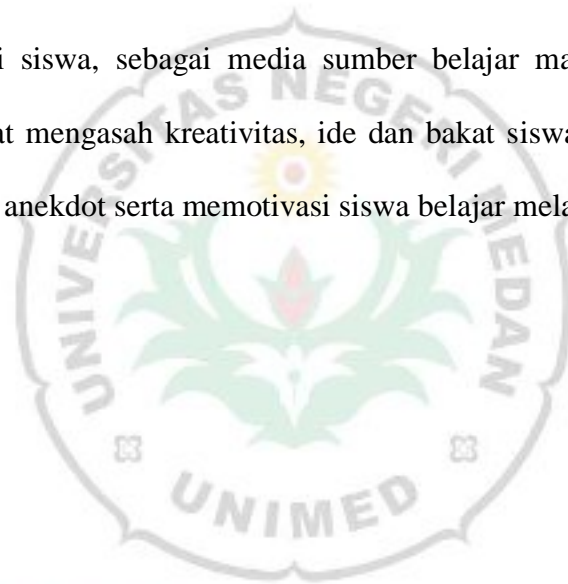 i siswa, sebagai media sumber belajar ma
at mengasah kreativitas, ide dan bakat siswa
anekdot serta memotivasi siswa belajar mela
UNIVERSITAS NEGERI MEDAN
UNIMED